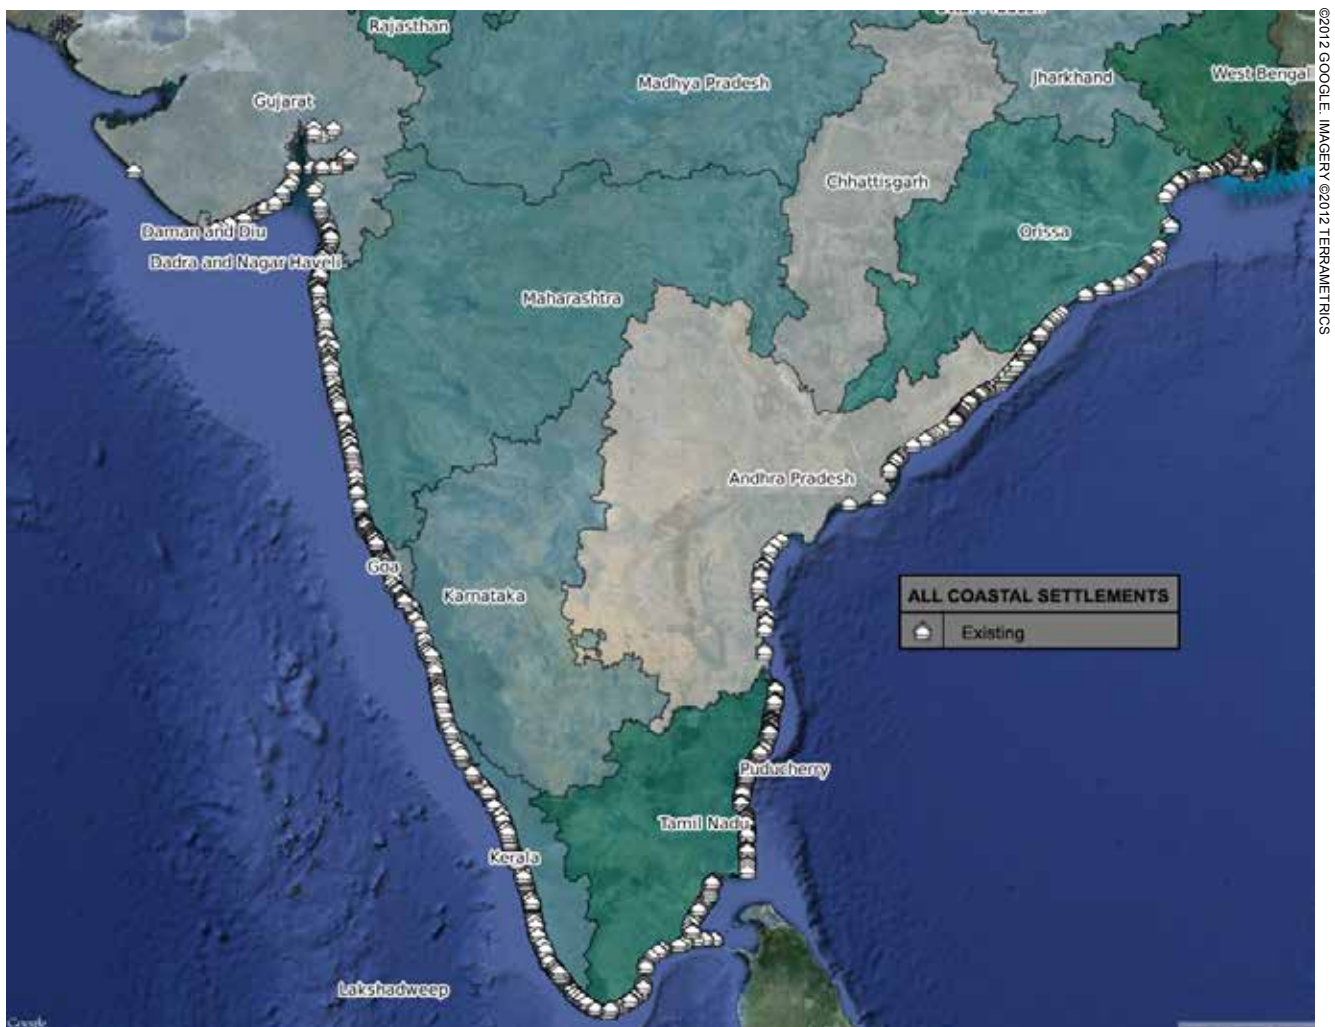 Rajasthan
Madhya Pradesh
Jharkhand
West Bengal
Gujarat
Chhattisgarh
Daman and Diu
Orissa
Dadra and Nagar Haveli
Maharashtra
Andhra Pradesh
Goa
Karnataka
ALL COASTAL SETTLEMENTS
Existing
Puducherry
Tamil Nadu
Kerala
Lakshadweep
Google
©2012 GOOGLE. IMAGERY ©2012 TERRAMETRICS